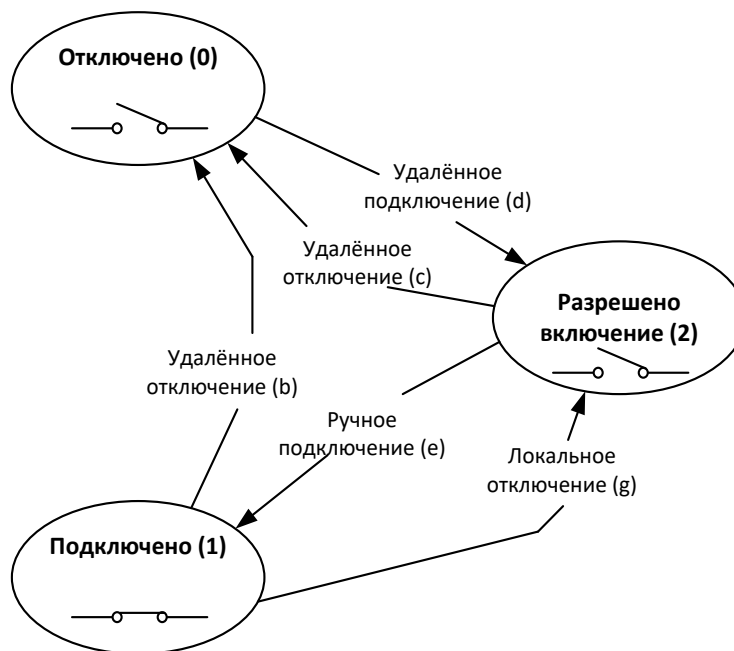 Отключено (0)
Удалённое
подключение (d)
Удалённое
отключение (c)
Разрешено
включение (2)
Удалённое
отключение (b)
Ручное
подключение (e)
Локальное
отключение (g)
Подключено (1)